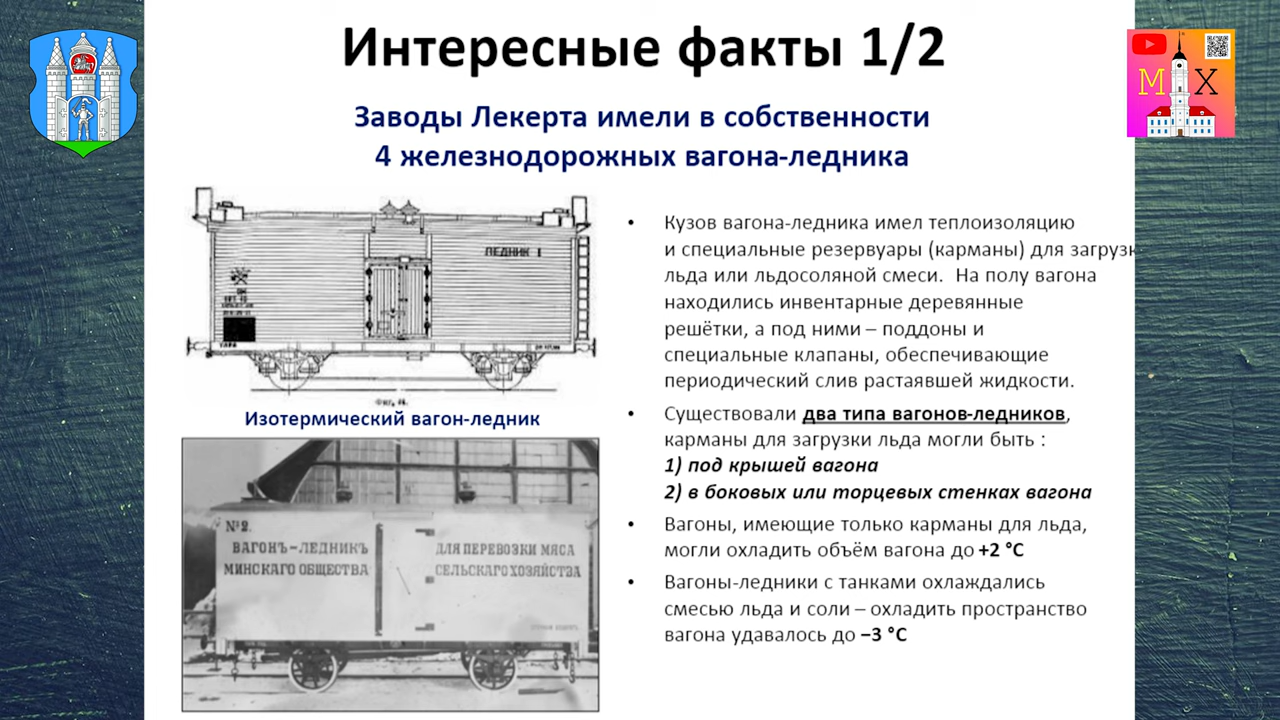 Интересные факты 1/2
М Х
Заводы Лекерта имели в собственности
4 железнодорожных вагона-ледника
ЛЕДНИК 1
Изотермический вагон-ледник
№2.
ВАГОНЪ–ЛЕДНИКЪ
МИНСКАГО ОБЩЕСТВА
ДЛЯ ПЕРЕВОЗКИ МЯСА
СЕЛЬСКАГО ХОЗЯЙСТВА
• Кузов вагона-ледника имел теплоизоляцию
и специальные резервуары (карманы) для загрузк
льда или льдосоляной смеси. На полу вагона
находились инвентарные деревянные
решётки, а под ними – поддоны и
специальные клапаны, обеспечивающие
периодический слив растаявшей жидкости.
• Существовали два типа вагонов-ледников,
карманы для загрузки льда могли быть :
1) под крышей вагона
2) в боковых или торцевых стенках вагона
• Вагоны, имеющие только карманы для льда,
могли охладить объём вагона до +2 °C
• Вагоны-ледники с танками охлаждались
смесью льда и соли – охладить пространство
вагона удавалось до −3 °C